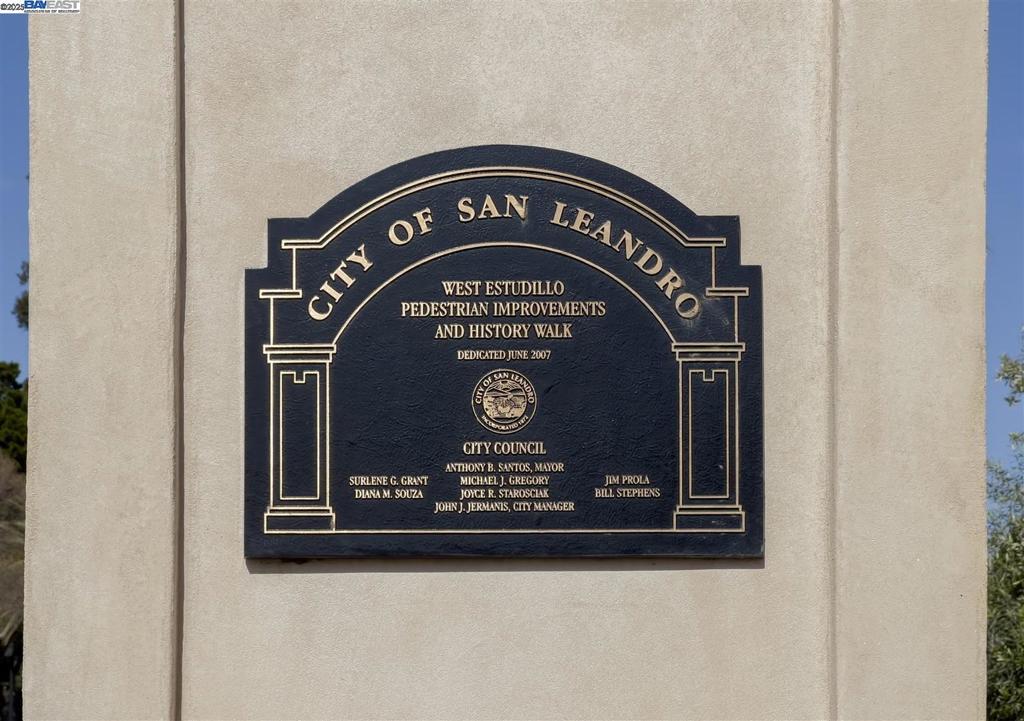 ©2025 BAYEAST
CITY OF SAN LEANDRO
WEST ESTUDILLO
PEDESTRIAN IMPROVEMENTS
AND HISTORY WALK
DEDICATED JUNE 2007
CITY OF SAN LEANDRO
INCORPORATED 1872
CITY COUNCIL
ANTHONY B. SANTOS, MAYOR
SURLENE G. GRANT MICHAEL J. GREGORY JIM PROLA
DIANA M. SOUZA JOYCE R. STAROSCIAK BILL STEPHENS
JOHN J. JERMANIS, CITY MANAGER